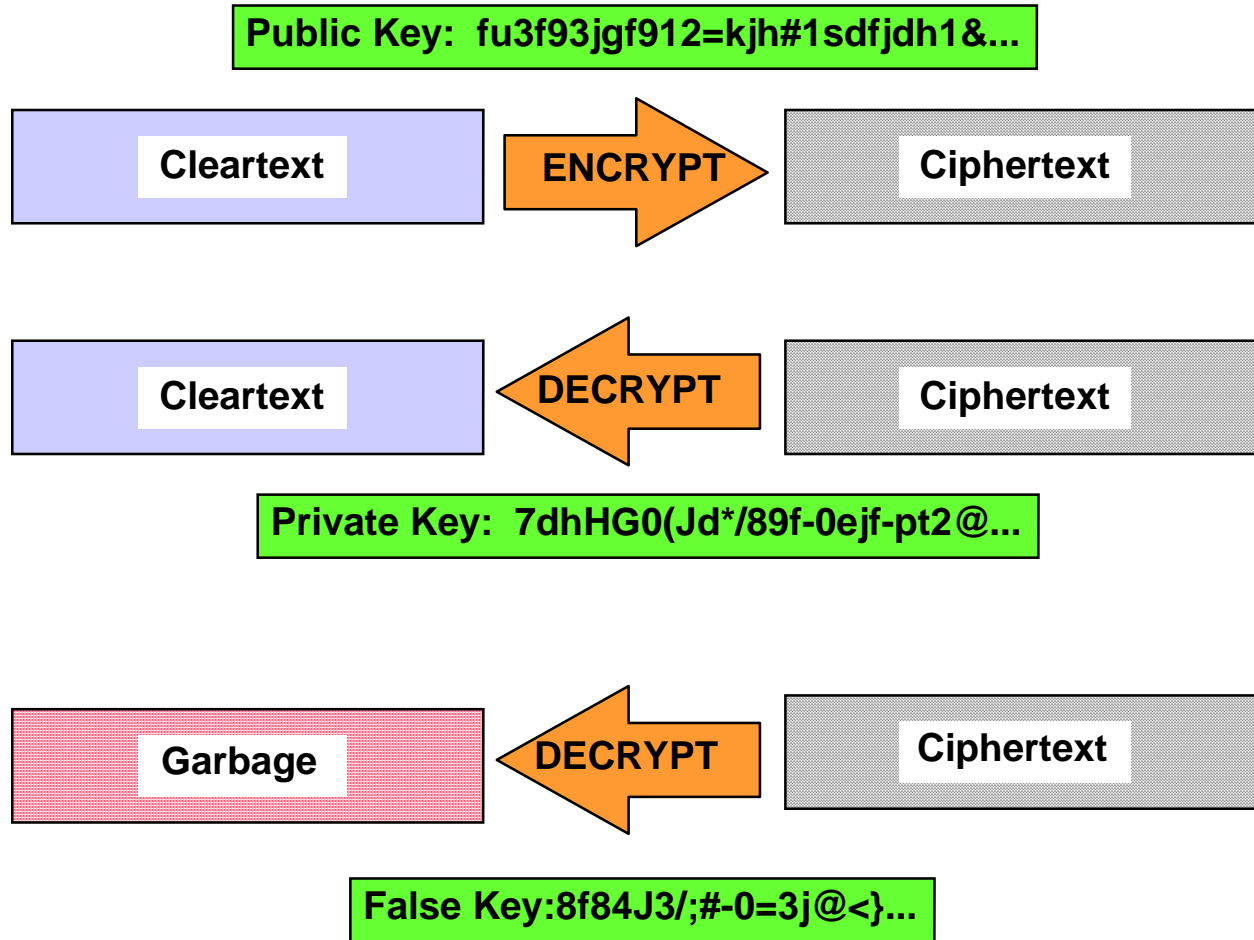 Public Key:  fu3f93jgf912=kjh#1sdfjdh1&...
Cleartext
ENCRYPT
Ciphertext
Cleartext
DECRYPT
Ciphertext
Private Key:  7dhHG0(Jd*/89f-0ejf-pt2@...
Garbage
DECRYPT
Ciphertext
False Key:8f84J3/;#-0=3j@<}...